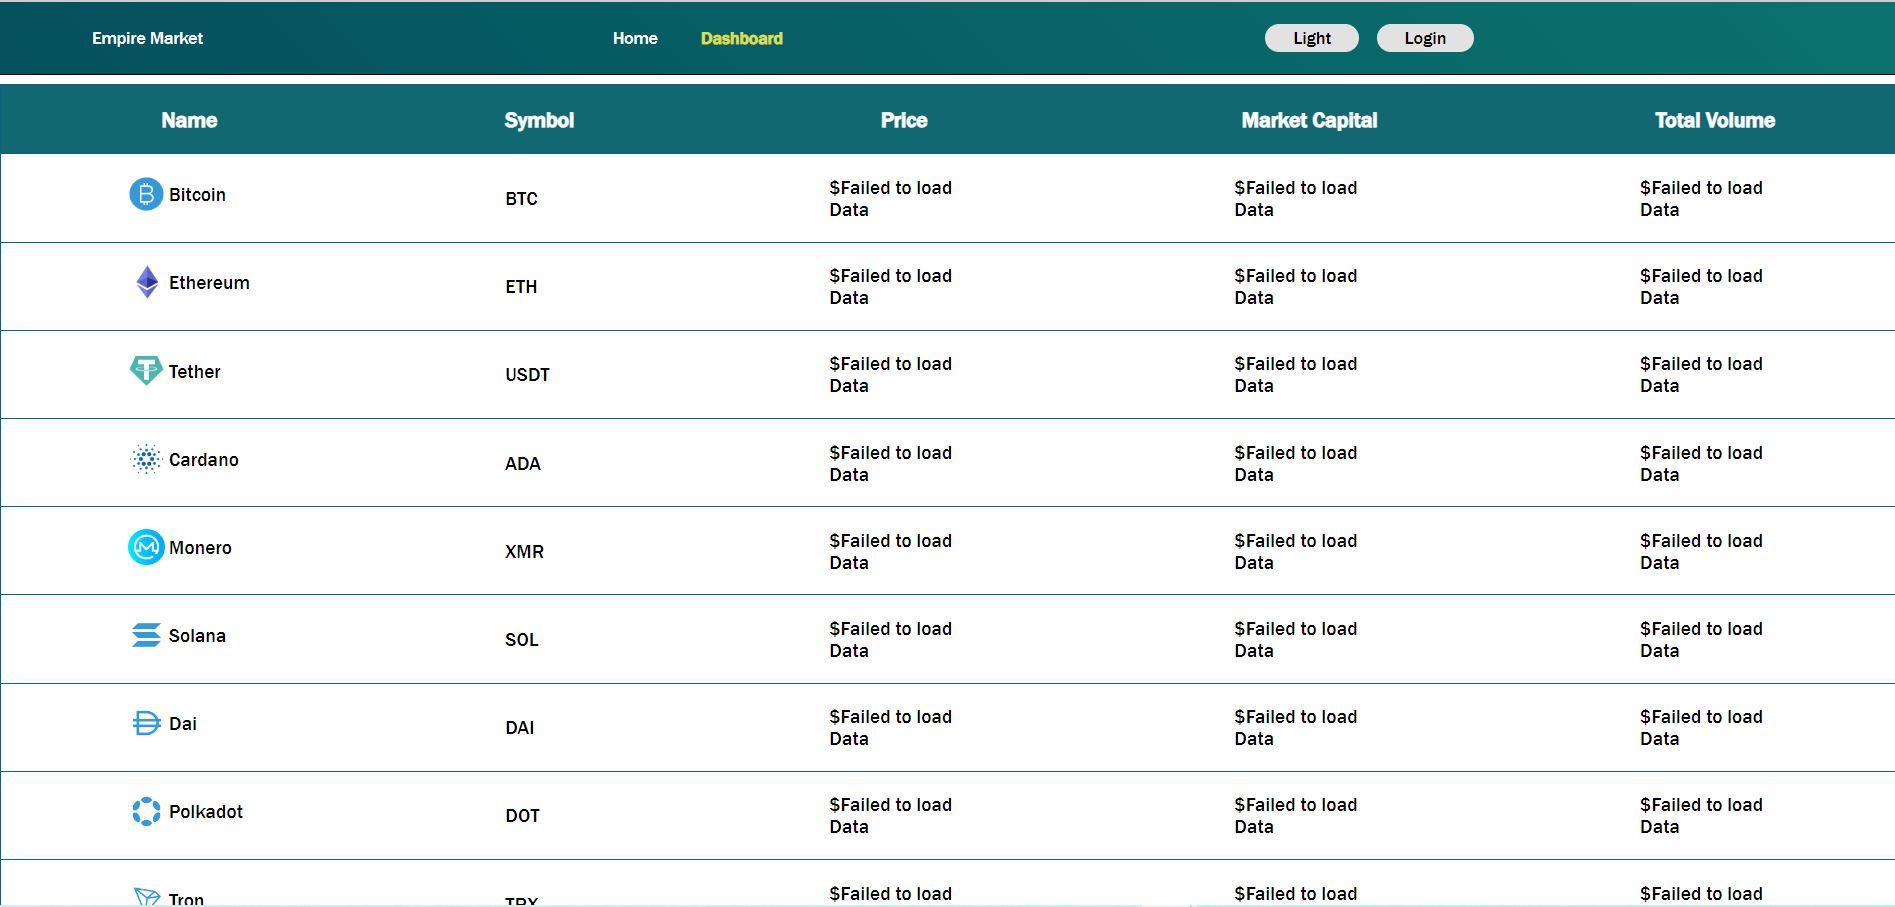 Empire Market Home Dashboard Light Login
Name Symbol Price Market Capital Total Volume
Bitcoin BTC $Failed to load $Failed to load $Failed to load
Data Data Data
Ethereum ETH $Failed to load $Failed to load $Failed to load
Data Data Data
Tether USDT $Failed to load $Failed to load $Failed to load
Data Data Data
Cardano ADA $Failed to load $Failed to load $Failed to load
Data Data Data
Monero XMR $Failed to load $Failed to load $Failed to load
Data Data Data
Solana SOL $Failed to load $Failed to load $Failed to load
Data Data Data
Dai DAI $Failed to load $Failed to load $Failed to load
Data Data Data
Polkadot DOT $Failed to load $Failed to load $Failed to load
Data Data Data
Tron TRX $Failed to load $Failed to load $Failed to load